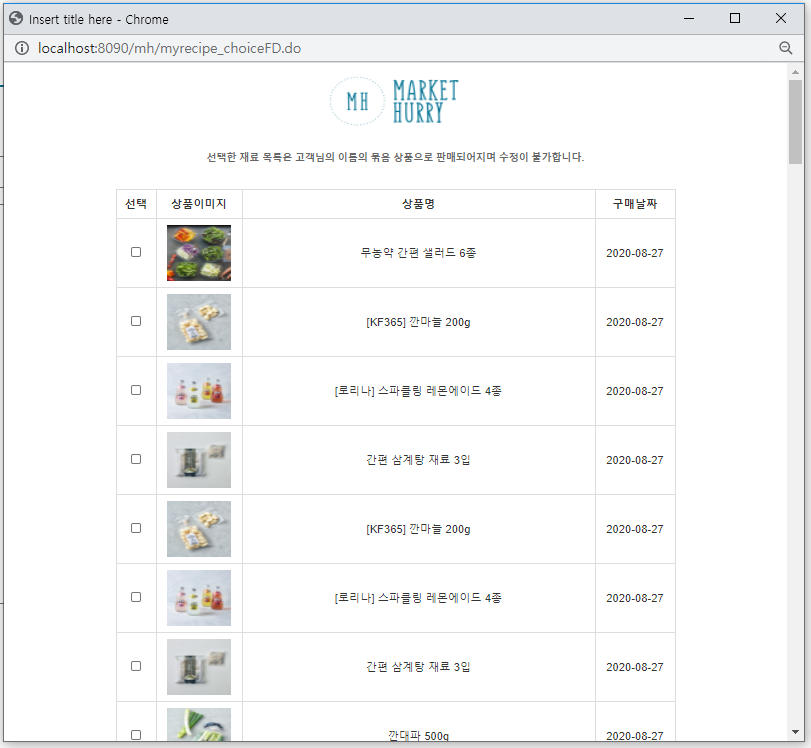 Insert title here - Chrome
localhost:8090/mh/myrecipe_choiceFD.do
MH MARKET HURRY
선택한 재료 목록은 고객님의 이름의 묶음 상품으로 판매되어지며 수정이 불가합니다.
선택 상품이미지 상품명 구매날짜
무농약 간편 샐러드 6종 2020-08-27
[KF365] 깐마늘 200g 2020-08-27
[로리나] 스파클링 레몬에이드 4종 2020-08-27
간편 삼계탕 재료 3입 2020-08-27
[KF365] 깐마늘 200g 2020-08-27
[로리나] 스파클링 레몬에이드 4종 2020-08-27
간편 삼계탕 재료 3입 2020-08-27
깐대파 500g 2020-08-27